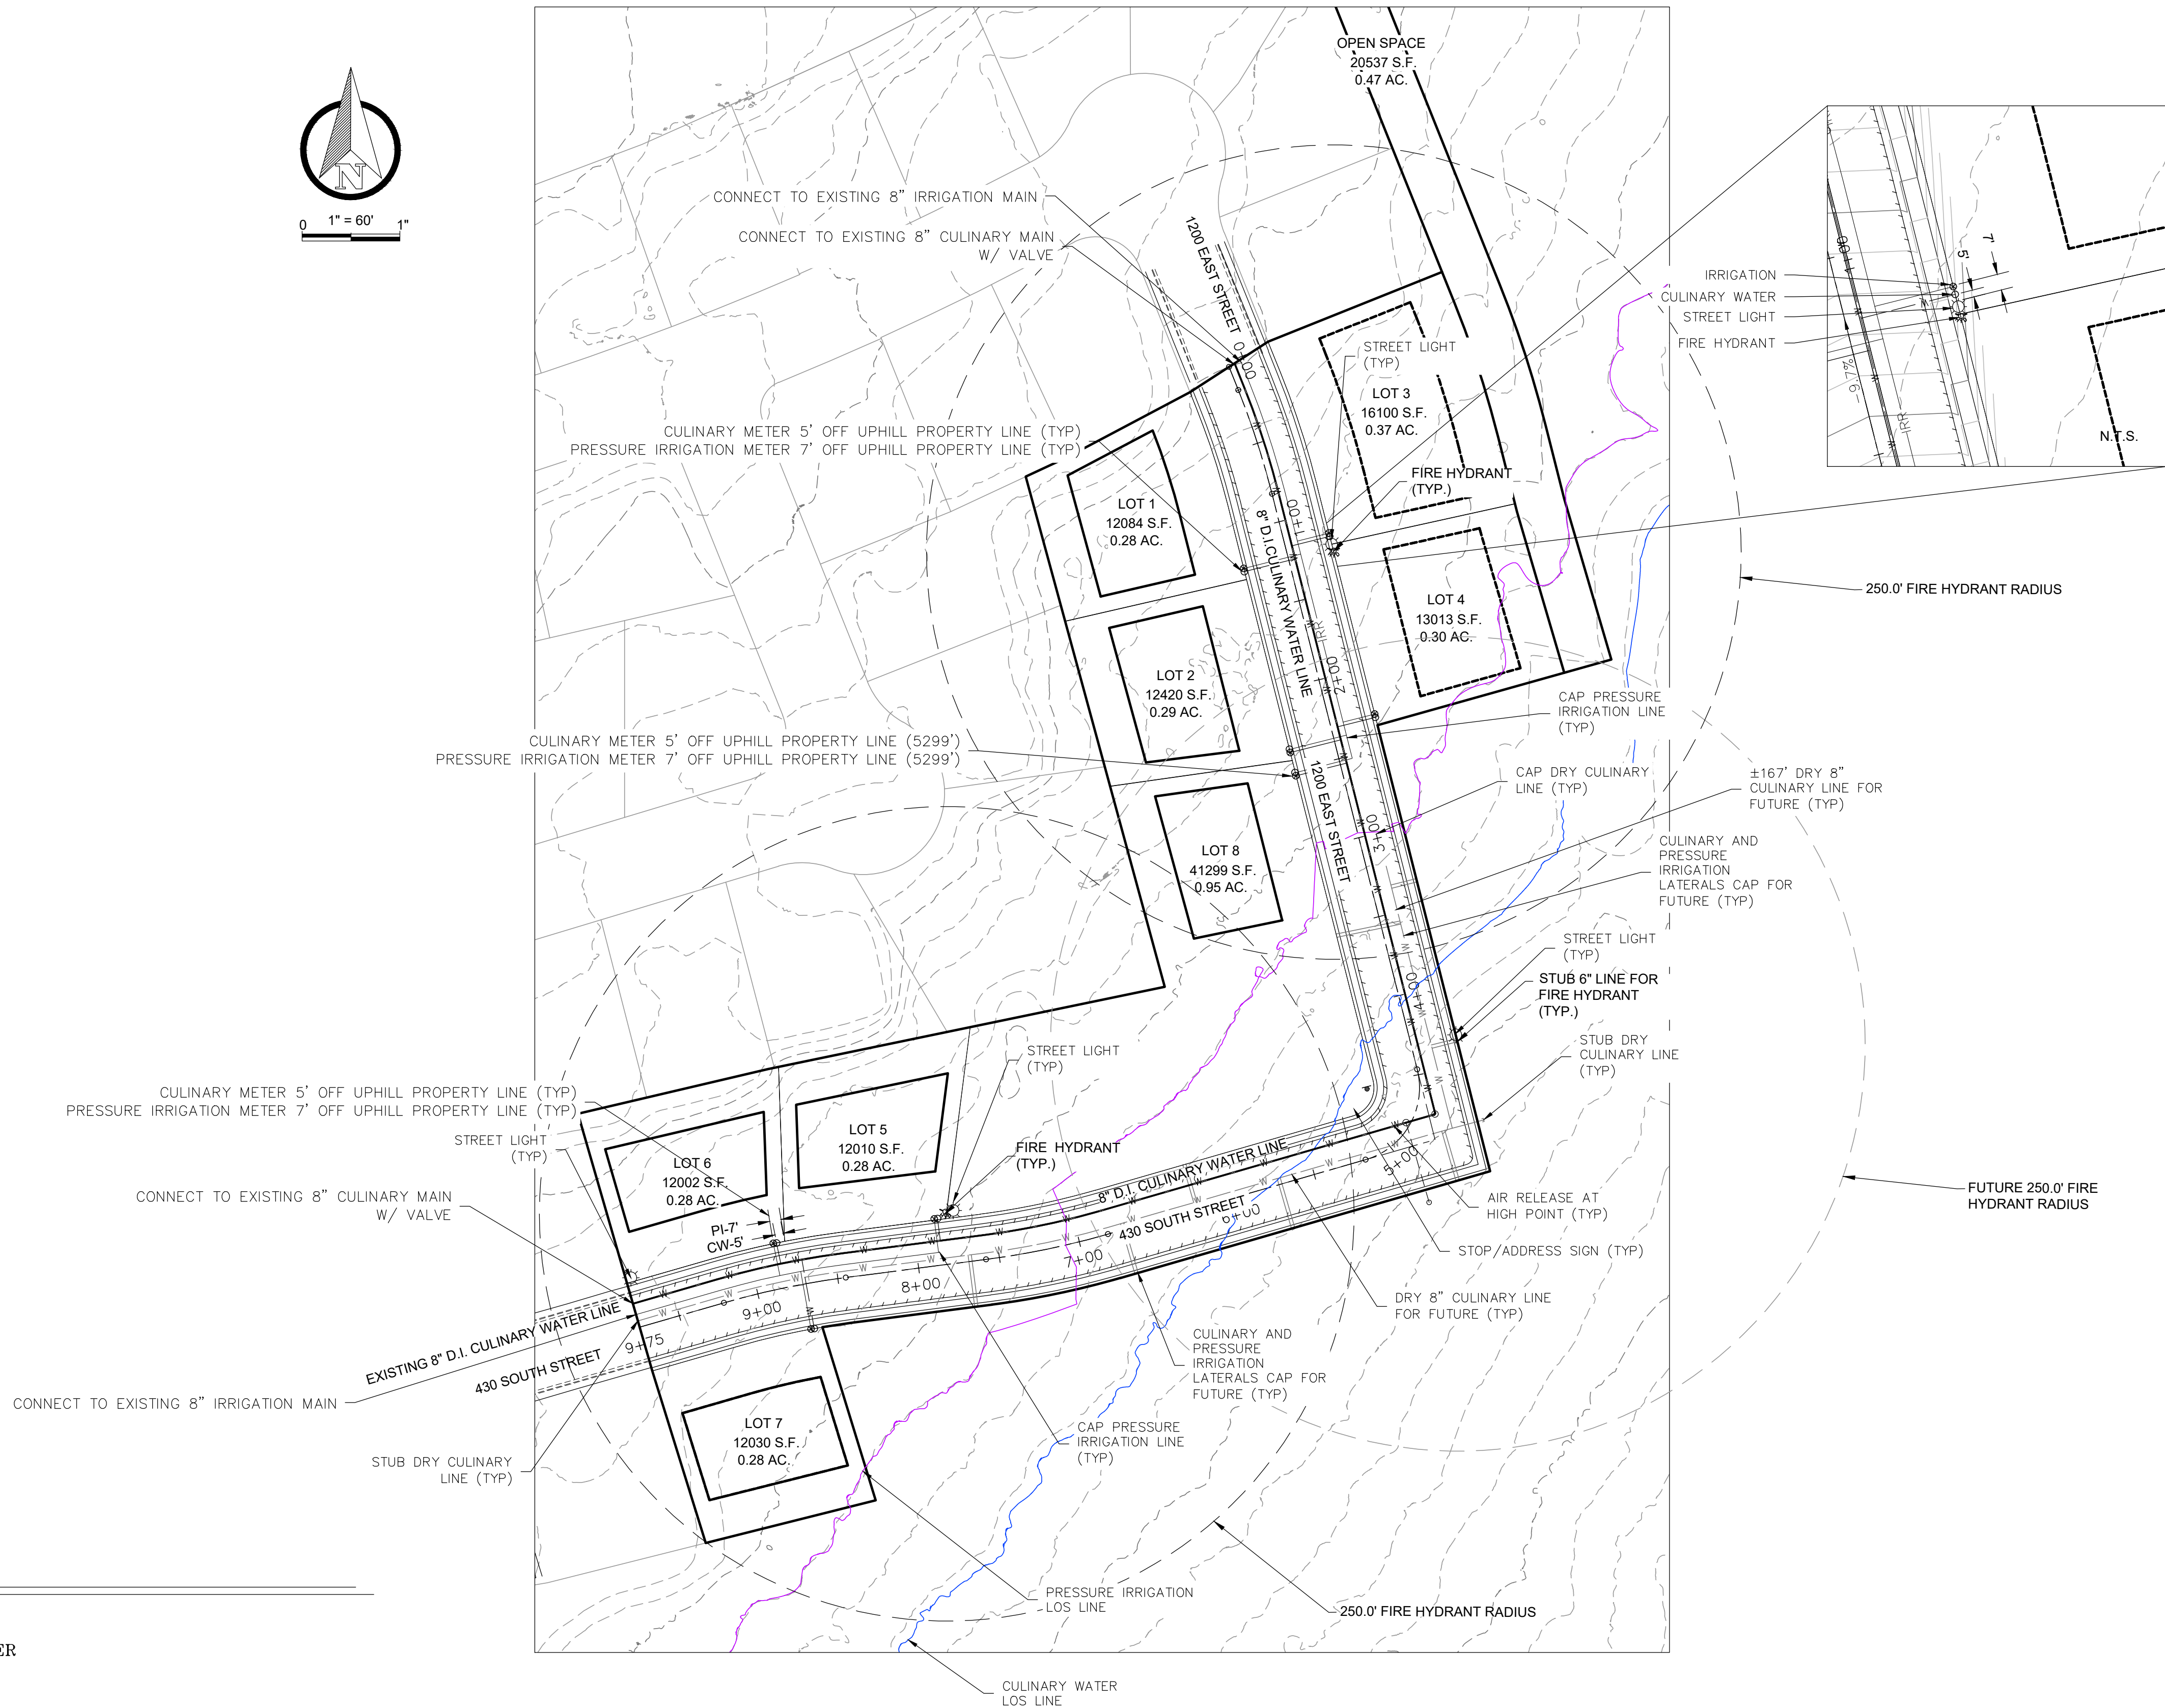 OPEN SPACE
20537 S.F.
0.47 AC.
N
0 1" = 60' 1"
CONNECT TO EXISTING 8" IRRIGATION MAIN
CONNECT TO EXISTING 8" CULINARY MAIN
W/ VALVE
1200 EAST STREET
0+00
IRRIGATION
CULINARY WATER
STREET LIGHT
FIRE HYDRANT
1+00
5'
7'
W
IRR
-9.7%
N.T.S.
STREET LIGHT
(TYP)
LOT 3
16100 S.F.
0.37 AC.
CULINARY METER 5' OFF UPHILL PROPERTY LINE (TYP)
PRESSURE IRRIGATION METER 7' OFF UPHILL PROPERTY LINE (TYP)
FIRE HYDRANT
(TYP.)
LOT 1
12084 S.F.
0.28 AC.
1+00
8" D.I.CULINARY WATER LINE
250.0' FIRE HYDRANT RADIUS
LOT 4
13013 S.F.
0.30 AC.
IRR
2+00
LOT 2
12420 S.F.
0.29 AC.
CAP PRESSURE
IRRIGATION LINE
(TYP)
CULINARY METER 5' OFF UPHILL PROPERTY LINE (5299')
PRESSURE IRRIGATION METER 7' OFF UPHILL PROPERTY LINE (5299')
1200 EAST STREET
CAP DRY CULINARY
LINE (TYP)
±167' DRY 8"
CULINARY LINE FOR
FUTURE (TYP)
3+00
LOT 8
41299 S.F.
0.95 AC.
CULINARY AND
PRESSURE
IRRIGATION
LATERALS CAP FOR
FUTURE (TYP)
STREET LIGHT
(TYP)
STUB 6" LINE FOR
FIRE HYDRANT
(TYP.)
4+00
STUB DRY
CULINARY LINE
(TYP)
STREET LIGHT
(TYP)
CULINARY METER 5' OFF UPHILL PROPERTY LINE (TYP)
PRESSURE IRRIGATION METER 7' OFF UPHILL PROPERTY LINE (TYP)
STREET LIGHT
(TYP)
LOT 5
12010 S.F.
0.28 AC.
LOT 6
12002 S.F.
0.28 AC.
FIRE HYDRANT
(TYP.)
8" D.I. CULINARY WATER LINE
5+00
CONNECT TO EXISTING 8" CULINARY MAIN
W/ VALVE
PI-7'
CW-5'
430 SOUTH STREET
6+00
7+00
8+00
9+00
9+75
AIR RELEASE AT
HIGH POINT (TYP)
FUTURE 250.0' FIRE
HYDRANT RADIUS
STOP/ADDRESS SIGN (TYP)
DRY 8" CULINARY LINE
FOR FUTURE (TYP)
EXISTING 8" D.I. CULINARY WATER LINE
430 SOUTH STREET
CONNECT TO EXISTING 8" IRRIGATION MAIN
CULINARY AND
PRESSURE
IRRIGATION
LATERALS CAP FOR
FUTURE (TYP)
LOT 7
12030 S.F.
0.28 AC.
CAP PRESSURE
IRRIGATION LINE
(TYP)
STUB DRY CULINARY
LINE (TYP)
PRESSURE IRRIGATION
LOS LINE
250.0' FIRE HYDRANT RADIUS
ER
CULINARY WATER
LOS LINE